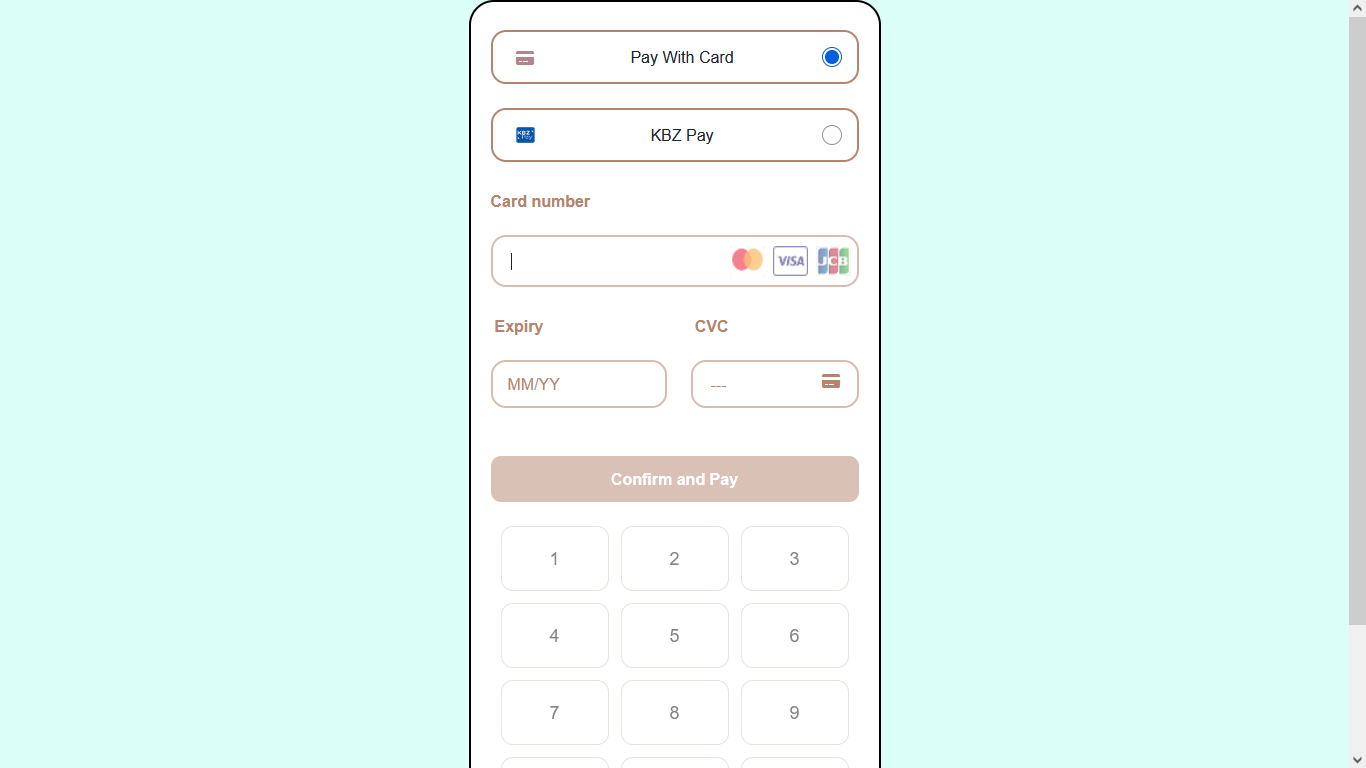 Pay With Card
KBZ Pay
KBZ Pay
Card number
VISA JCB
Expiry CVC
MM/YY ---
Confirm and Pay
1 2 3
4 5 6
7 8 9